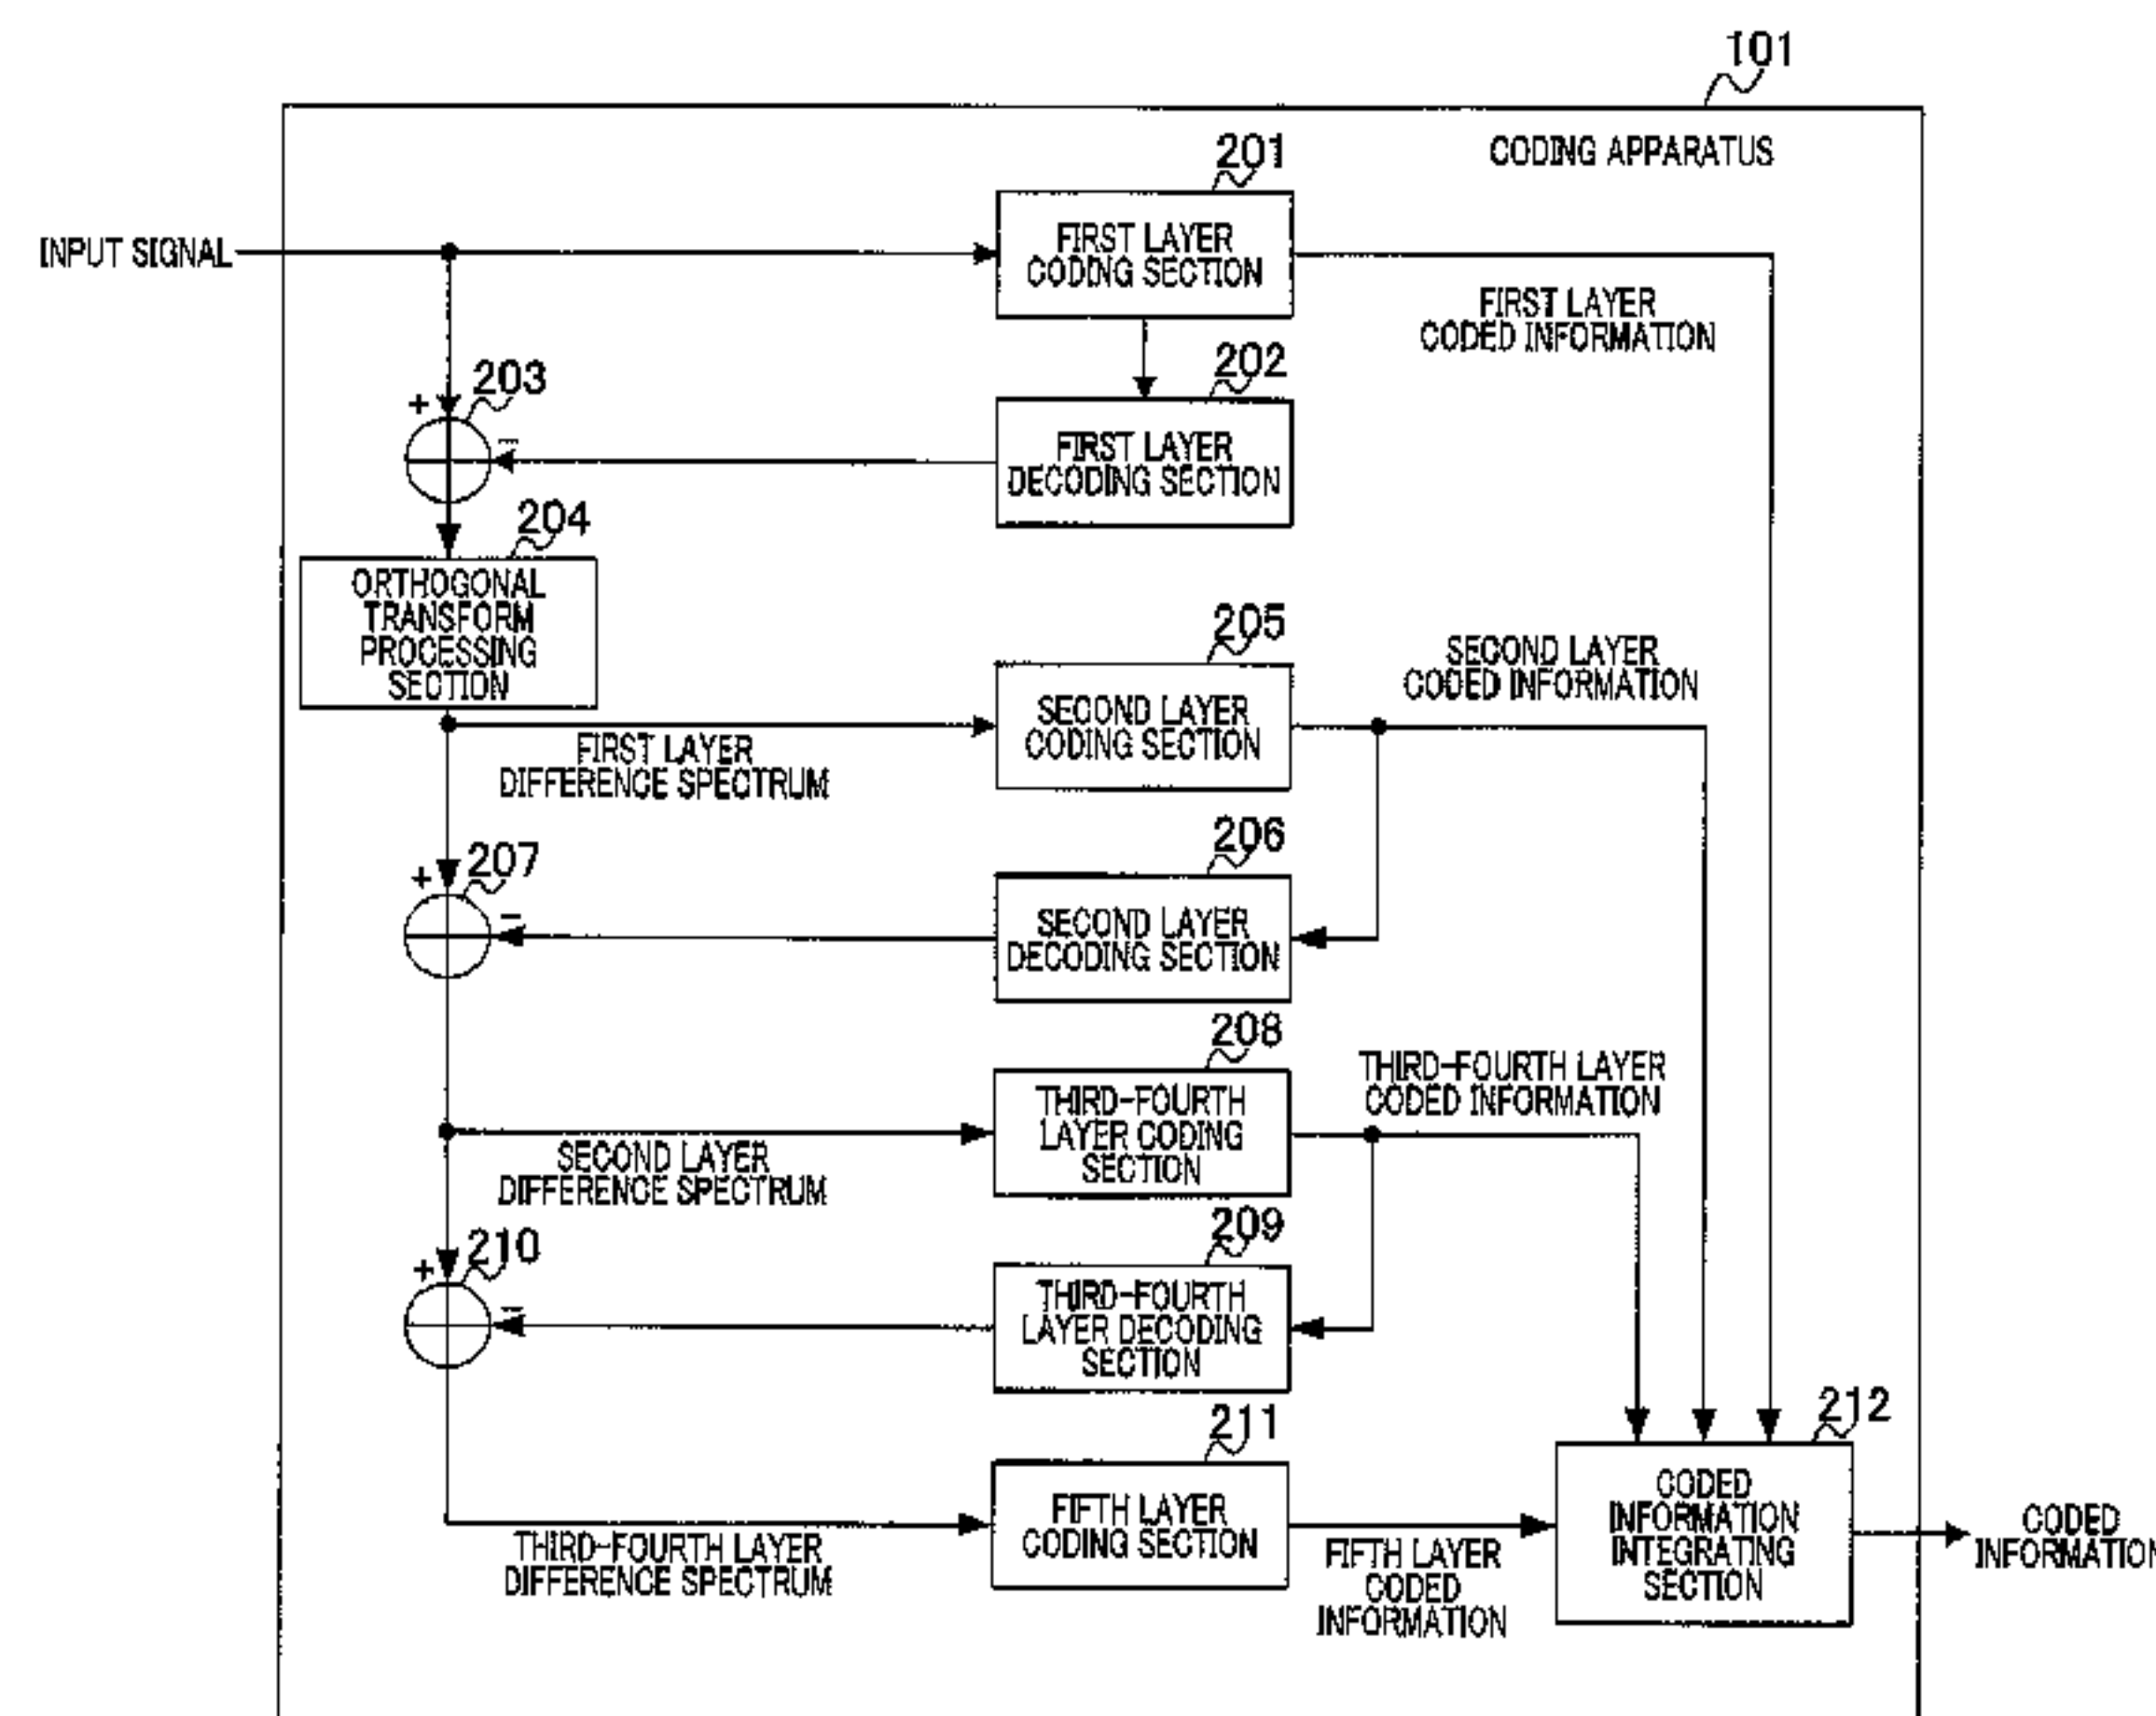 101
CODING APPARATUS
201
INPUT SIGNAL
FIRST LAYER
CODING SECTION
FIRST LAYER
CODED INFORMATION
202
203
+
−
FIRST LAYER
DECODING SECTION
204
ORTHOGONAL
TRANSFORM
PROCESSING
SECTION
205
SECOND LAYER
CODED INFORMATION
SECOND LAYER
CODING SECTION
FIRST LAYER
DIFFERENCE SPECTRUM
206
207
+
−
SECOND LAYER
DECODING SECTION
208
THIRD-FOURTH LAYER
CODED INFORMATION
THIRD-FOURTH
LAYER CODING
SECTION
SECOND LAYER
DIFFERENCE SPECTRUM
209
210
+
−
THIRD-FOURTH
LAYER DECODING
SECTION
211
212
FIFTH LAYER
CODING SECTION
CODED
INFORMATION
INTEGRATING
SECTION
THIRD-FOURTH LAYER
DIFFERENCE SPECTRUM
FIFTH LAYER
CODED
INFORMATION
CODED
INFORMATION